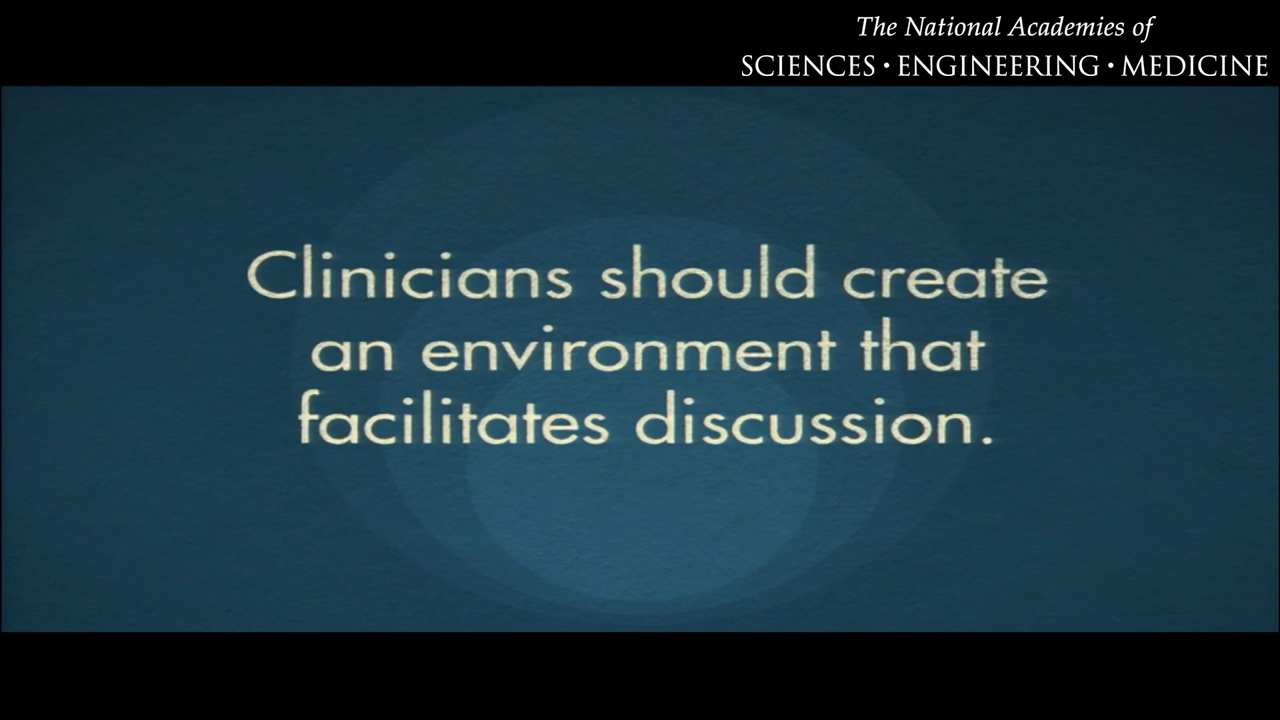 The National Academies of
SCIENCES · ENGINEERING · MEDICINE
Clinicians should create
an environment that
facilitates discussion.